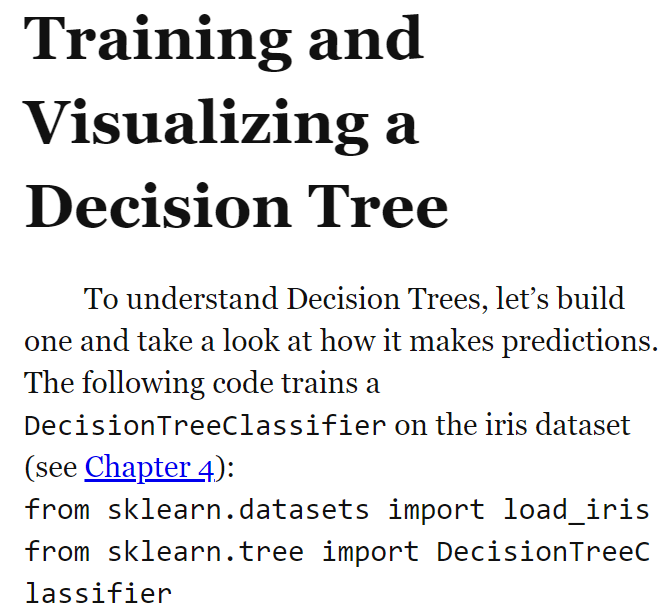 Training and
Visualizing a
Decision Tree
To understand Decision Trees, let’s build
one and take a look at how it makes predictions.
The following code trains a
DecisionTreeClassifier on the iris dataset
(see Chapter 4):
from sklearn.datasets import load_iris
from sklearn.tree import DecisionTreeC
lassifier